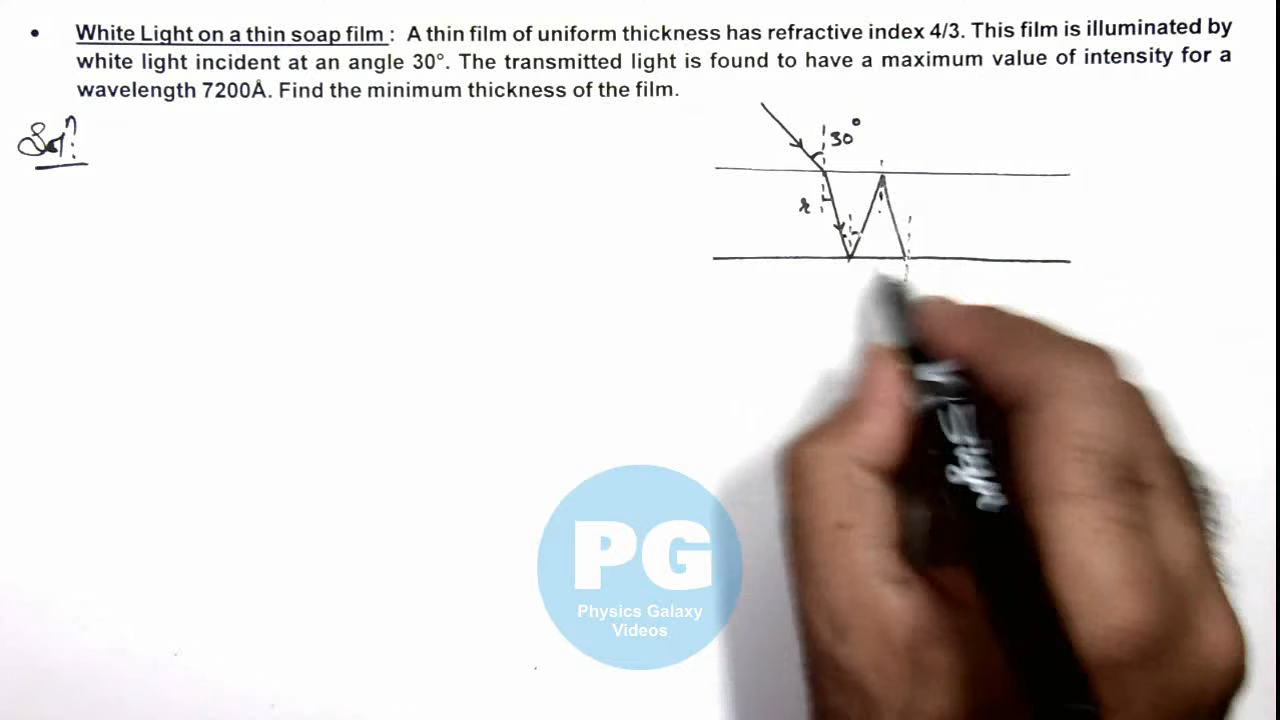 • White Light on a thin soap film : A thin film of uniform thickness has refractive index 4/3. This film is illuminated by
white light incident at an angle 30°. The transmitted light is found to have a maximum value of intensity for a
wavelength 7200Å. Find the minimum thickness of the film.
Solⁿ:
30°
r
PG
Physics Galaxy
Videos